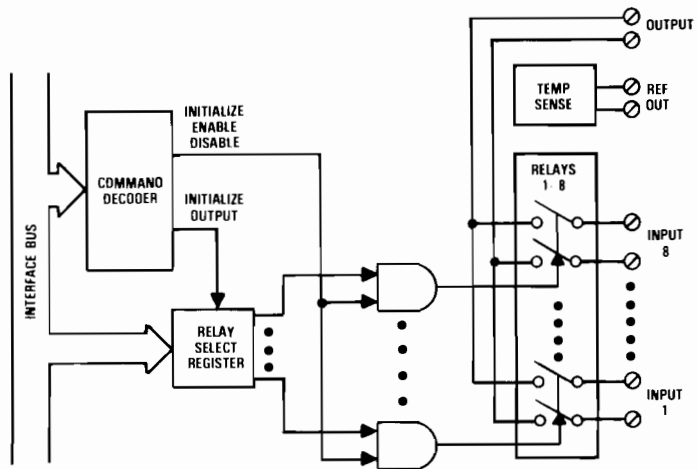 OUTPUT
TEMP
SENSE
REF
OUT
INITIALIZE
ENABLE
DISABLE
COMMAND
DECODER
INITIALIZE
OUTPUT
INTERFACE BUS
RELAY
SELECT
REGISTER
RELAYS
1-8
INPUT
8
INPUT
1